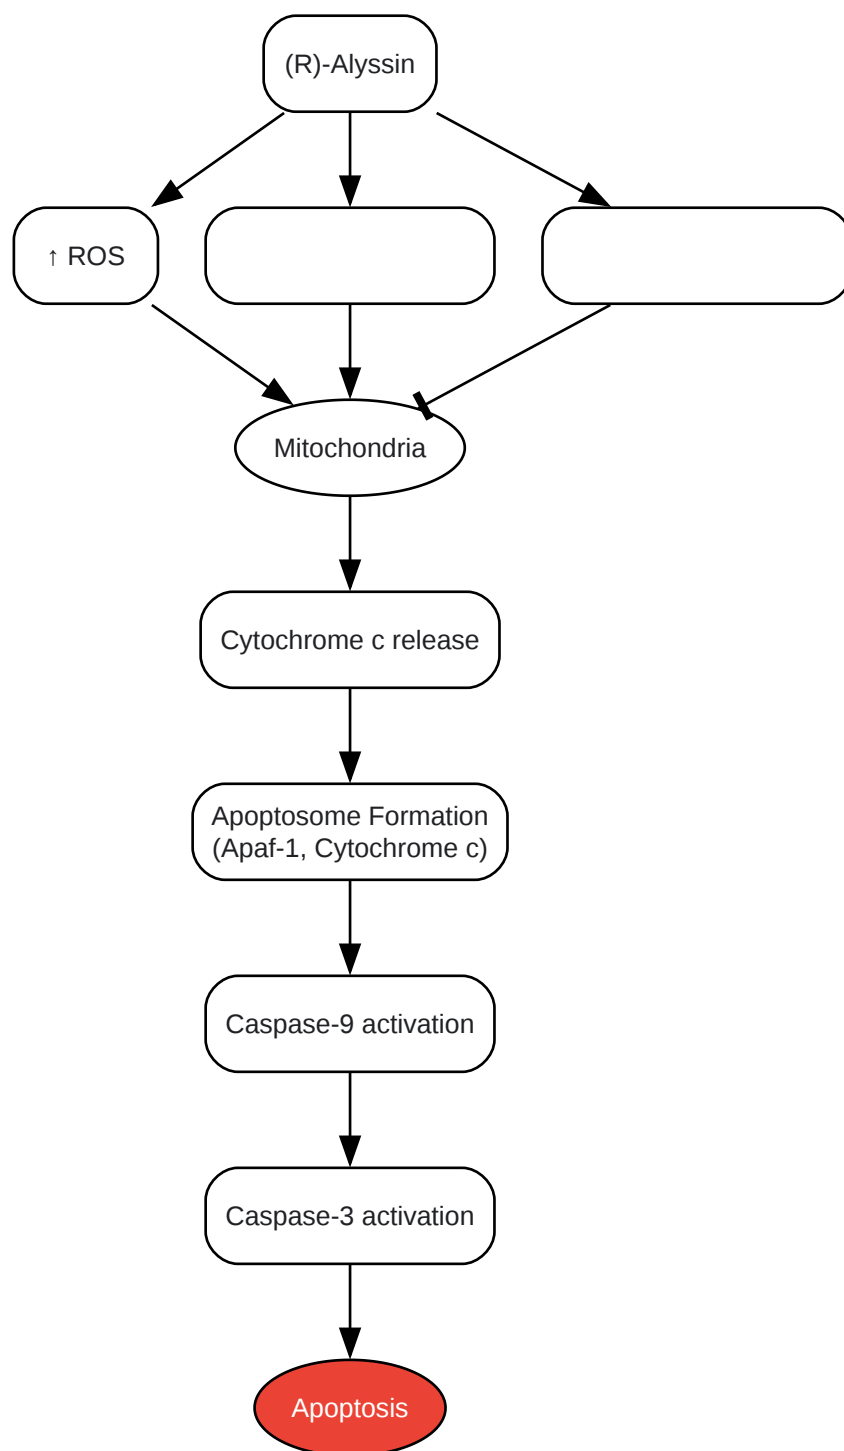 (R)-Alyssin
↑ ROS
Mitochondria
Cytochrome c release
Apoptosome Formation
(Apaf-1, Cytochrome c)
Caspase-9 activation
Caspase-3 activation
Apoptosis